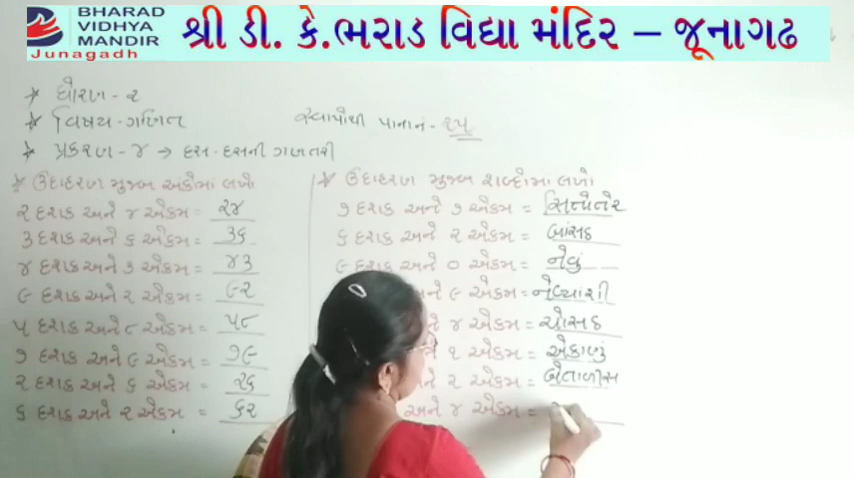 BHARAD
VIDHYA
MANDIR
Junagadh
શ્રી ડી. કે.ભરાડ વિદ્યા મંદિર – જૂનાગઢ
* ધોરણ - ૨
* વિષય - ગણિત
સ્વાપોથી પાનાનં - ૨૫
* પ્રકરણ - ૪ → દસ-દસની ગણતરી
* ઉદાહરણ મુજબ અંકોમાં લખો
૨ દશક અને ૪ એકમ = ૨૪
૩ દશક અને ૬ એકમ = ૩૬
૪ દશક અને ૩ એકમ = ૪૩
૯ દશક અને ૨ એકમ = ૯૨
૫ દશક અને ૮ એકમ = ૫૮
૭ દશક અને ૯ એકમ = ૭૯
૨ દશક અને ૬ એકમ = ૨૬
૬ દશક અને ૨ એકમ = ૬૨
* ઉદાહરણ મુજબ શબ્દોમાં લખો
૭ દશક અને ૭ એકમ = સિત્યોતેર
૬ દશક અને ૨ એકમ = બાંસઠ
૯ દશક અને ૦ એકમ = નેવું
અને ૯ એકમ = નેવ્યાશી
૪ એકમ = ચોસઠ
૧ એકમ = એકાણું
૨ એકમ = બેતાળીસ
અને ૪ એકમ =